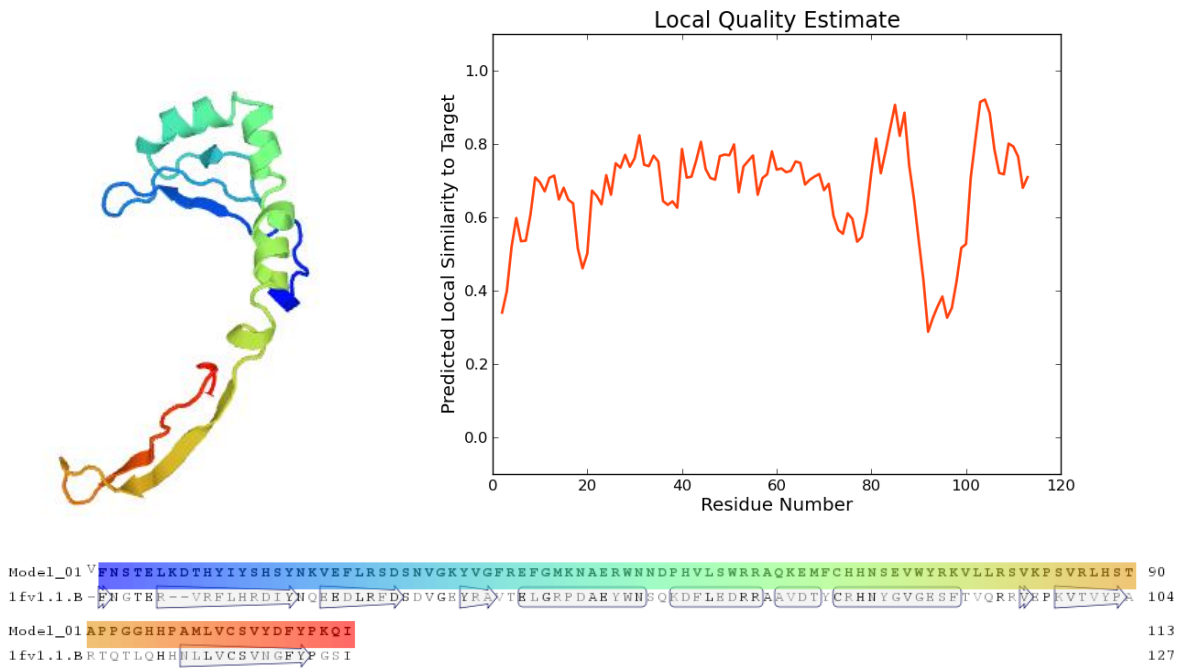 Local Quality Estimate
Predicted Local Similarity to Target
1.0
0.8
0.6
0.4
0.2
0.0
0 20 40 60 80 100 120
Residue Number
Model_01 VFNSTELKDTHYIYSHSYNKVEFLRSDSNVGKYVGFREFGMKNAERWNNDPHVLSWRRAQKEMFCHHNSEVWYRKVLLRSVKPSVRLHST 90
1fv1.1.B -FNGTER--VRFLHRDIYNQEEDLRFDSDVGEYRAVTELGRPDAEYWNSQKDFLEDRRAAVDTYCRHNYGVGESFTVQRRVEPKVTVYPA 104
Model_01 APPGGHHPAMLVCSVYDFYPKQI 113
1fv1.1.B RTQTLQHHNLLVCSVNGFYPGSI 127